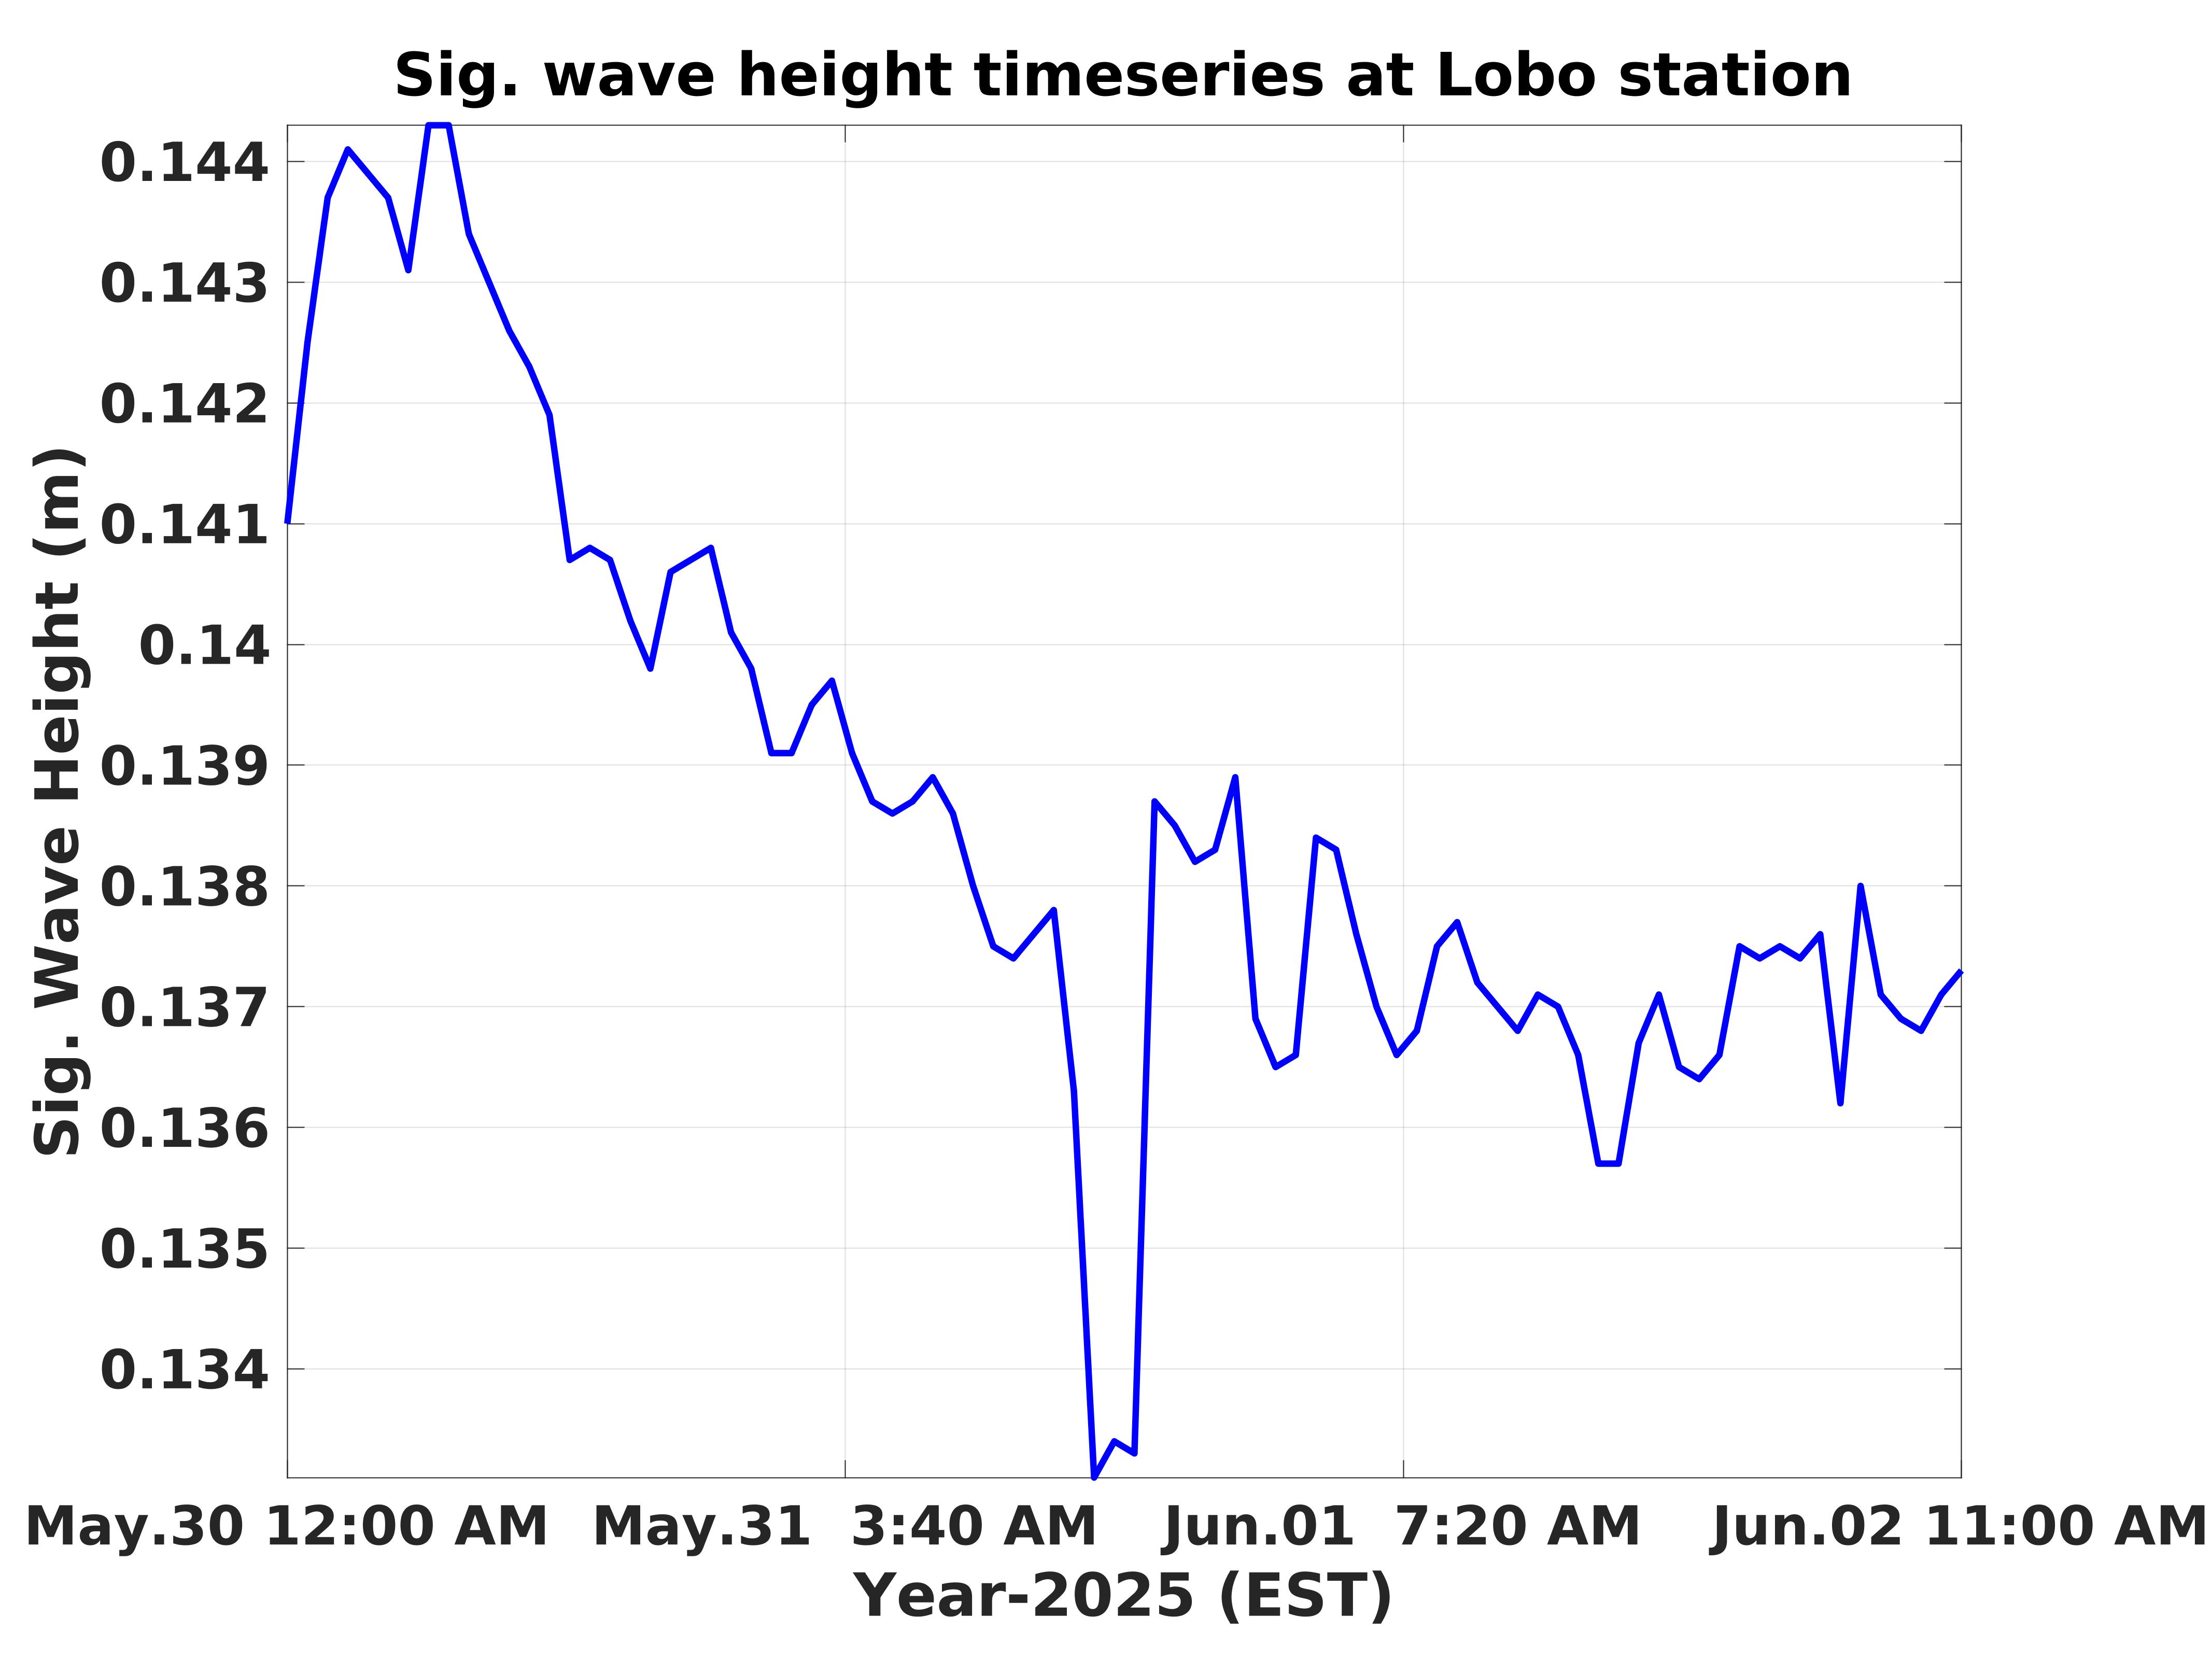 Sig. wave height timeseries at Lobo station
0.144
0.143
0.142
0.141
0.14
0.139
0.138
0.137
0.136
0.135
0.134
Sig. Wave Height (m)
May.30 12:00 AM May.31 3:40 AM Jun.01 7:20 AM Jun.02 11:00 AM
Year-2025 (EST)